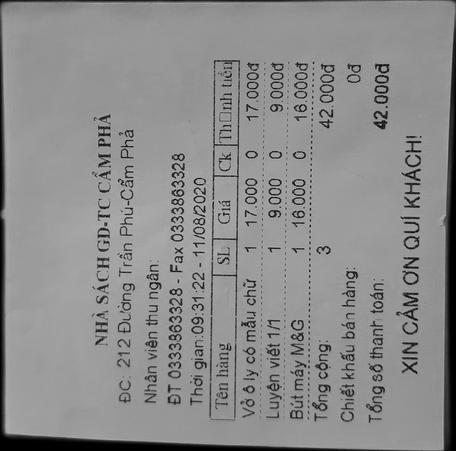 NHÀ SÁCH GD-TC CẨM PHẢ
ĐC. 212 Đường Trần Phú-Cẩm Phả
Nhân viên thu ngân:
ĐT 0333863328 - Fax 0333863328
Thời gian:09:31:22 - 11/08/2020
Tên hàng SL Giá Ck Th□nh tiền
Vở ô ly có mẫu chữ 1 17.000 0 17.000đ
Luyện viết 1/1 1 9.000 0 9.000đ
Bút máy M&G 1 16.000 0 16.000đ
Tổng cộng: 3 42.000đ
Chiết khấu bán hàng: 0đ
Tổng số thanh toán: 42.000đ
XIN CẢM ƠN QUÍ KHÁCH!